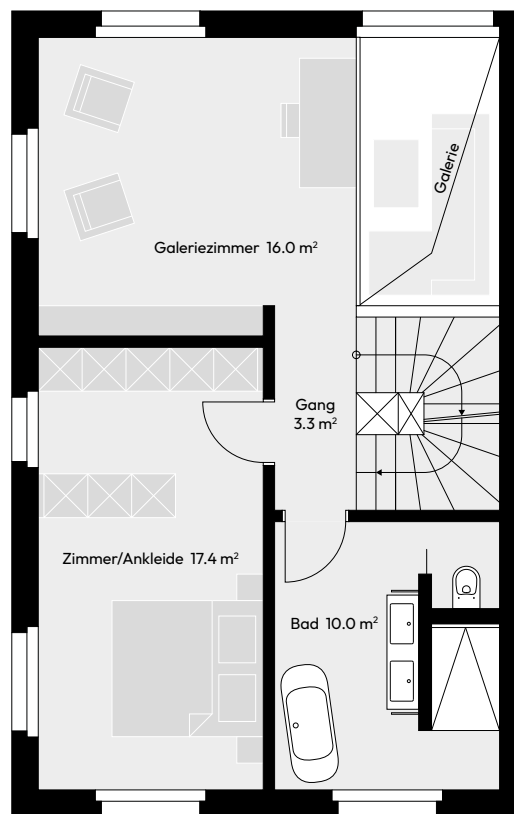 Galerie
Galeriezimmer 16.0 m²
Gang
3.3 m²
Zimmer/Ankleide 17.4 m²
Bad 10.0 m²